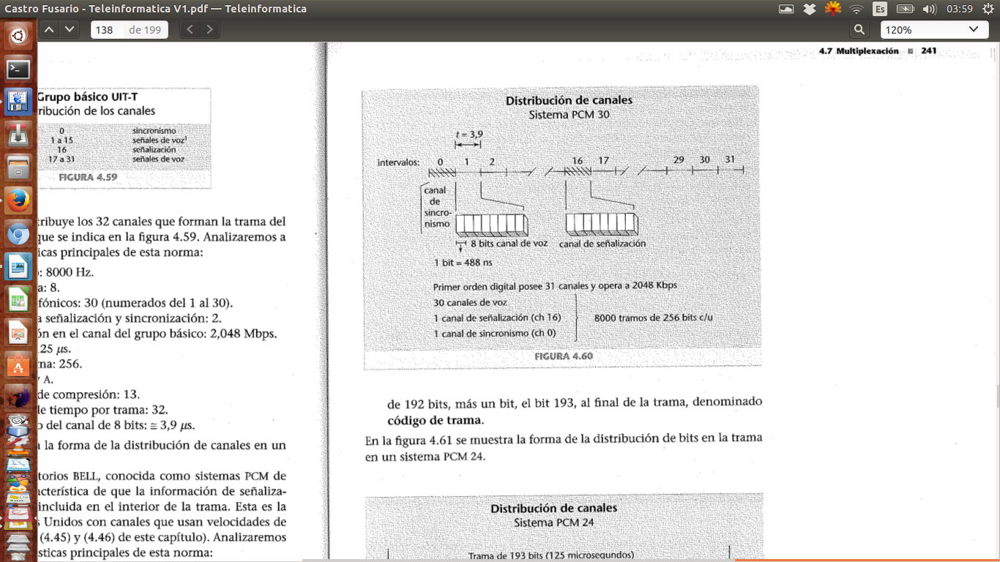 Castro Fusario - Teleinformatica V1.pdf — Teleinformatica
Es
03:59
138 de 199
120%
Grupo básico UIT-T
ribución de los canales
0 sincronismo
1 a 15 señales de voz¹
16 señalización
17 a 31 señales de voz
FIGURA 4.59
tribuye los 32 canales que forman la trama del
que se indica en la figura 4.59. Analizaremos a
icas principales de esta norma:
: 8000 Hz.
a: 8.
fónicos: 30 (numerados del 1 al 30).
a señalización y sincronización: 2.
ón en el canal del grupo básico: 2,048 Mbps.
25 μs.
ma: 256.
A.
de compresión: 13.
de tiempo por trama: 32.
o del canal de 8 bits: ≅ 3,9 μs.
la forma de la distribución de canales en un
torios BELL, conocida como sistemas PCM de
acterística de que la información de señaliza-
incluida en el interior de la trama. Esta es la
s Unidos con canales que usan velocidades de
(4.45) y (4.46) de este capítulo). Analizaremos
sticas principales de esta norma:
4.7 Multiplexación 241
Distribución de canales
Sistema PCM 30
t = 3,9
intervalos: 0 1 2 16 17 29 30 31
canal
de
sincro-
nismo
8 bits canal de voz canal de señalización
1 bit = 488 ns
Primer orden digital posee 31 canales y opera a 2048 Kbps
30 canales de voz
1 canal de señalización (ch 16) 8000 tramos de 256 bits c/u
1 canal de sincronismo (ch 0)
FIGURA 4.60
de 192 bits, más un bit, el bit 193, al final de la trama, denominado
código de trama.
En la figura 4.61 se muestra la forma de la distribución de bits en la trama
en un sistema PCM 24.
Distribución de canales
Sistema PCM 24
Trama de 193 bits (125 microsegundos)